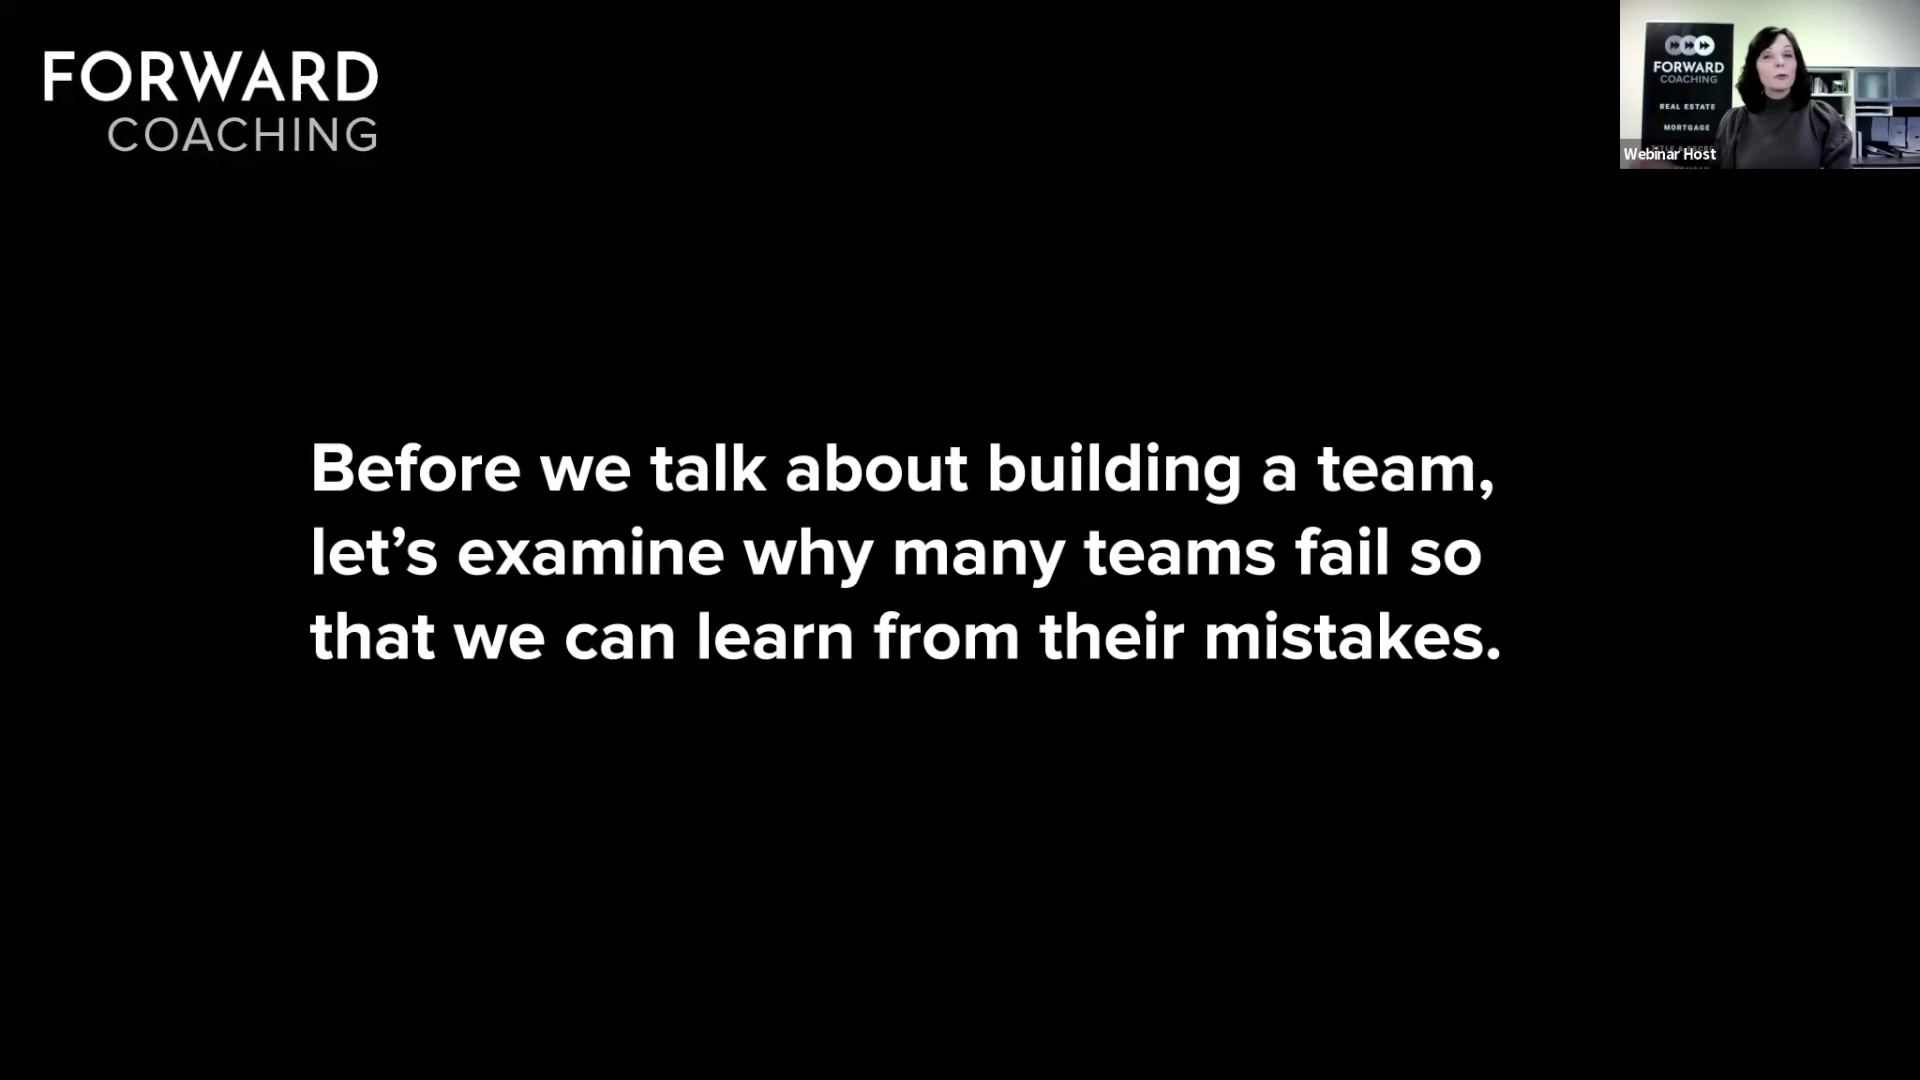 FORWARD
COACHING
FORWARD
COACHING
REAL ESTATE
MORTGAGE
Webinar Host
Before we talk about building a team,
let’s examine why many teams fail so
that we can learn from their mistakes.